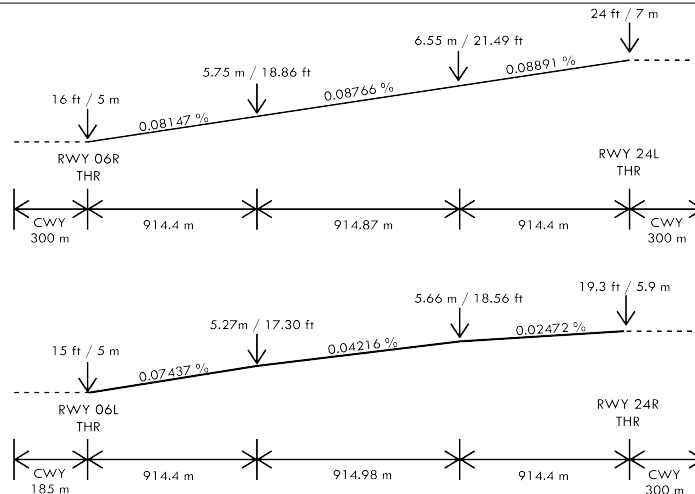 24 ft / 7 m
6.55 m / 21.49 ft
5.75 m / 18.86 ft
16 ft / 5 m
0.08147 %
0.08766 %
0.08891 %
RWY 06R
THR
RWY 24L
THR
CWY
300 m
914.4 m
914.87 m
914.4 m
CWY
300 m
19.3 ft / 5.9 m
5.66 m / 18.56 ft
5.27m / 17.30 ft
15 ft / 5 m
0.07437 %
0.04216 %
0.02472 %
RWY 06L
THR
RWY 24R
THR
CWY
185 m
914.4 m
914.98 m
914.4 m
CWY
300 m